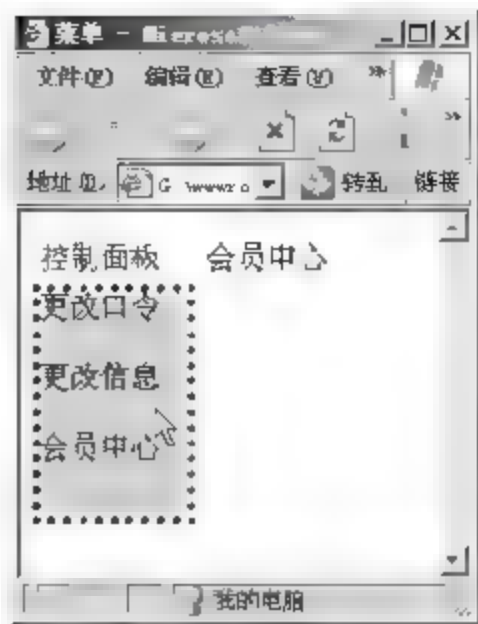 菜单 -
文件(F) 编辑(E) 查看(V) »
»
地址(D) G 转到 链接
控制面板 会员中心
更改口令
更改信息
会员中心
我的电脑